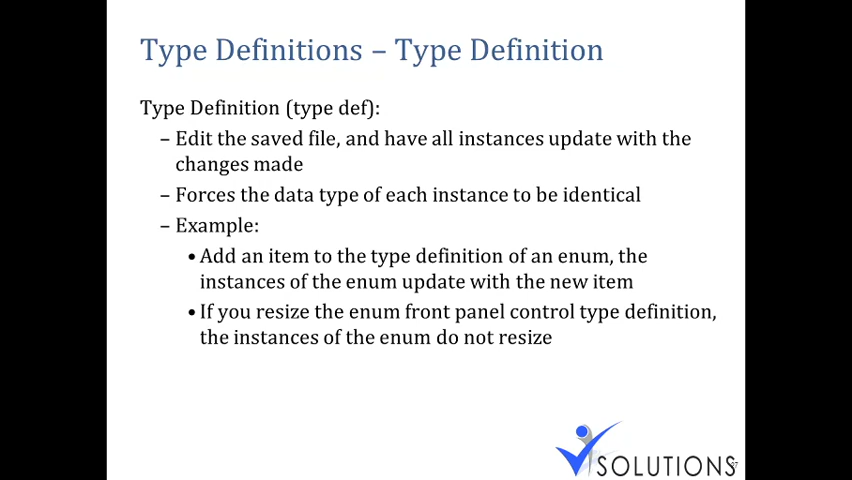 Type Definitions – Type Definition
Type Definition (type def):
– Edit the saved file, and have all instances update with the
changes made
– Forces the data type of each instance to be identical
– Example:
• Add an item to the type definition of an enum, the
instances of the enum update with the new item
• If you resize the enum front panel control type definition,
the instances of the enum do not resize
SOLUTIONS